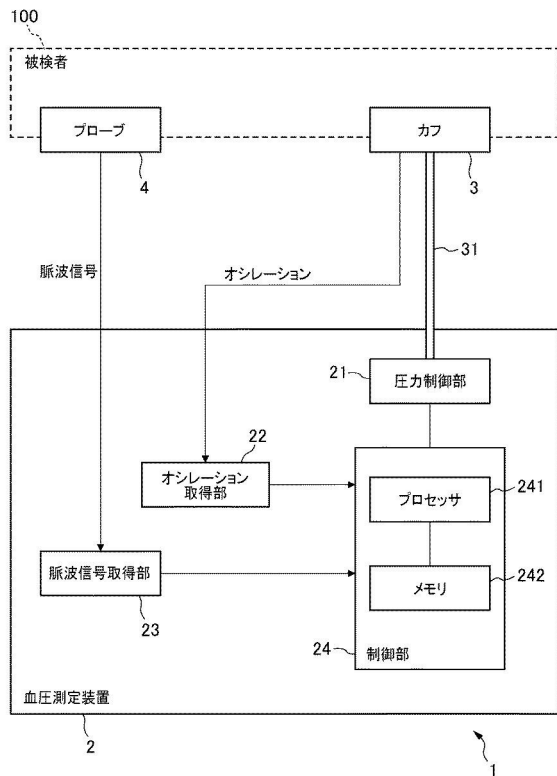 100
被検者
プローブ
カフ
4
3
31
脈波信号
オシレーション
21
圧力制御部
22
オシレーション
取得部
プロセッサ
241
脈波信号取得部
メモリ
242
23
24
制御部
血圧測定装置
2
1